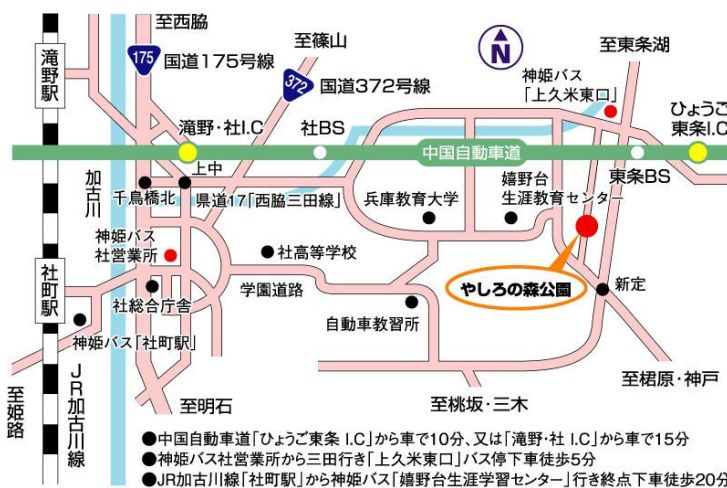 至西脇
175
国道175号線
至篠山
372
国道372号線
N
至東条湖
神姫バス
「上久米東口」
ひょうご
東条I.C
滝野駅
滝野・社I.C
社BS
中国自動車道
東条BS
上中
加古川
千鳥橋北
県道17「西脇三田線」
兵庫教育大学
嬉野台
生涯教育センター
神姫バス
社営業所
社高等学校
社町駅
学園道路
やしろの森公園
新定
社総合庁舎
自動車教習所
神姫バス「社町駅」
至姫路
JR加古川線
至明石
至桃坂・三木
至椐原・神戸
●中国自動車道「ひょうご東条 I.C」から車で10分、又は「滝野・社 I.C」から車で15分
●神姫バス社営業所から三田行き「上久米東口」バス停下車徒歩5分
●JR加古川線「社町駅」から神姫バス「嬉野台生涯学習センター」行き終点下車徒歩20分